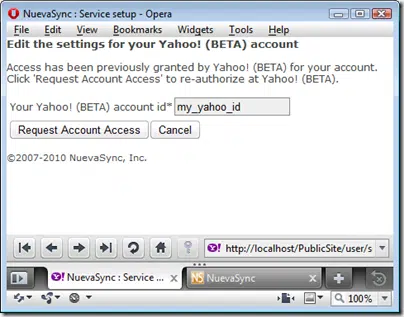 NuevaSync : Service setup - Opera
File Edit View Bookmarks Widgets Tools Help
Edit the settings for your Yahoo! (BETA) account
Access has been previously granted by Yahoo! (BETA) for your account.
Click 'Request Account Access' to re-authorize at Yahoo! (BETA).
Your Yahoo! (BETA) account id* my_yahoo_id
Request Account Access Cancel
©2007-2010 NuevaSync, Inc.
Y! http://localhost/PublicSite/user/s
Y! NuevaSync : Service ... NS NuevaSync
100%